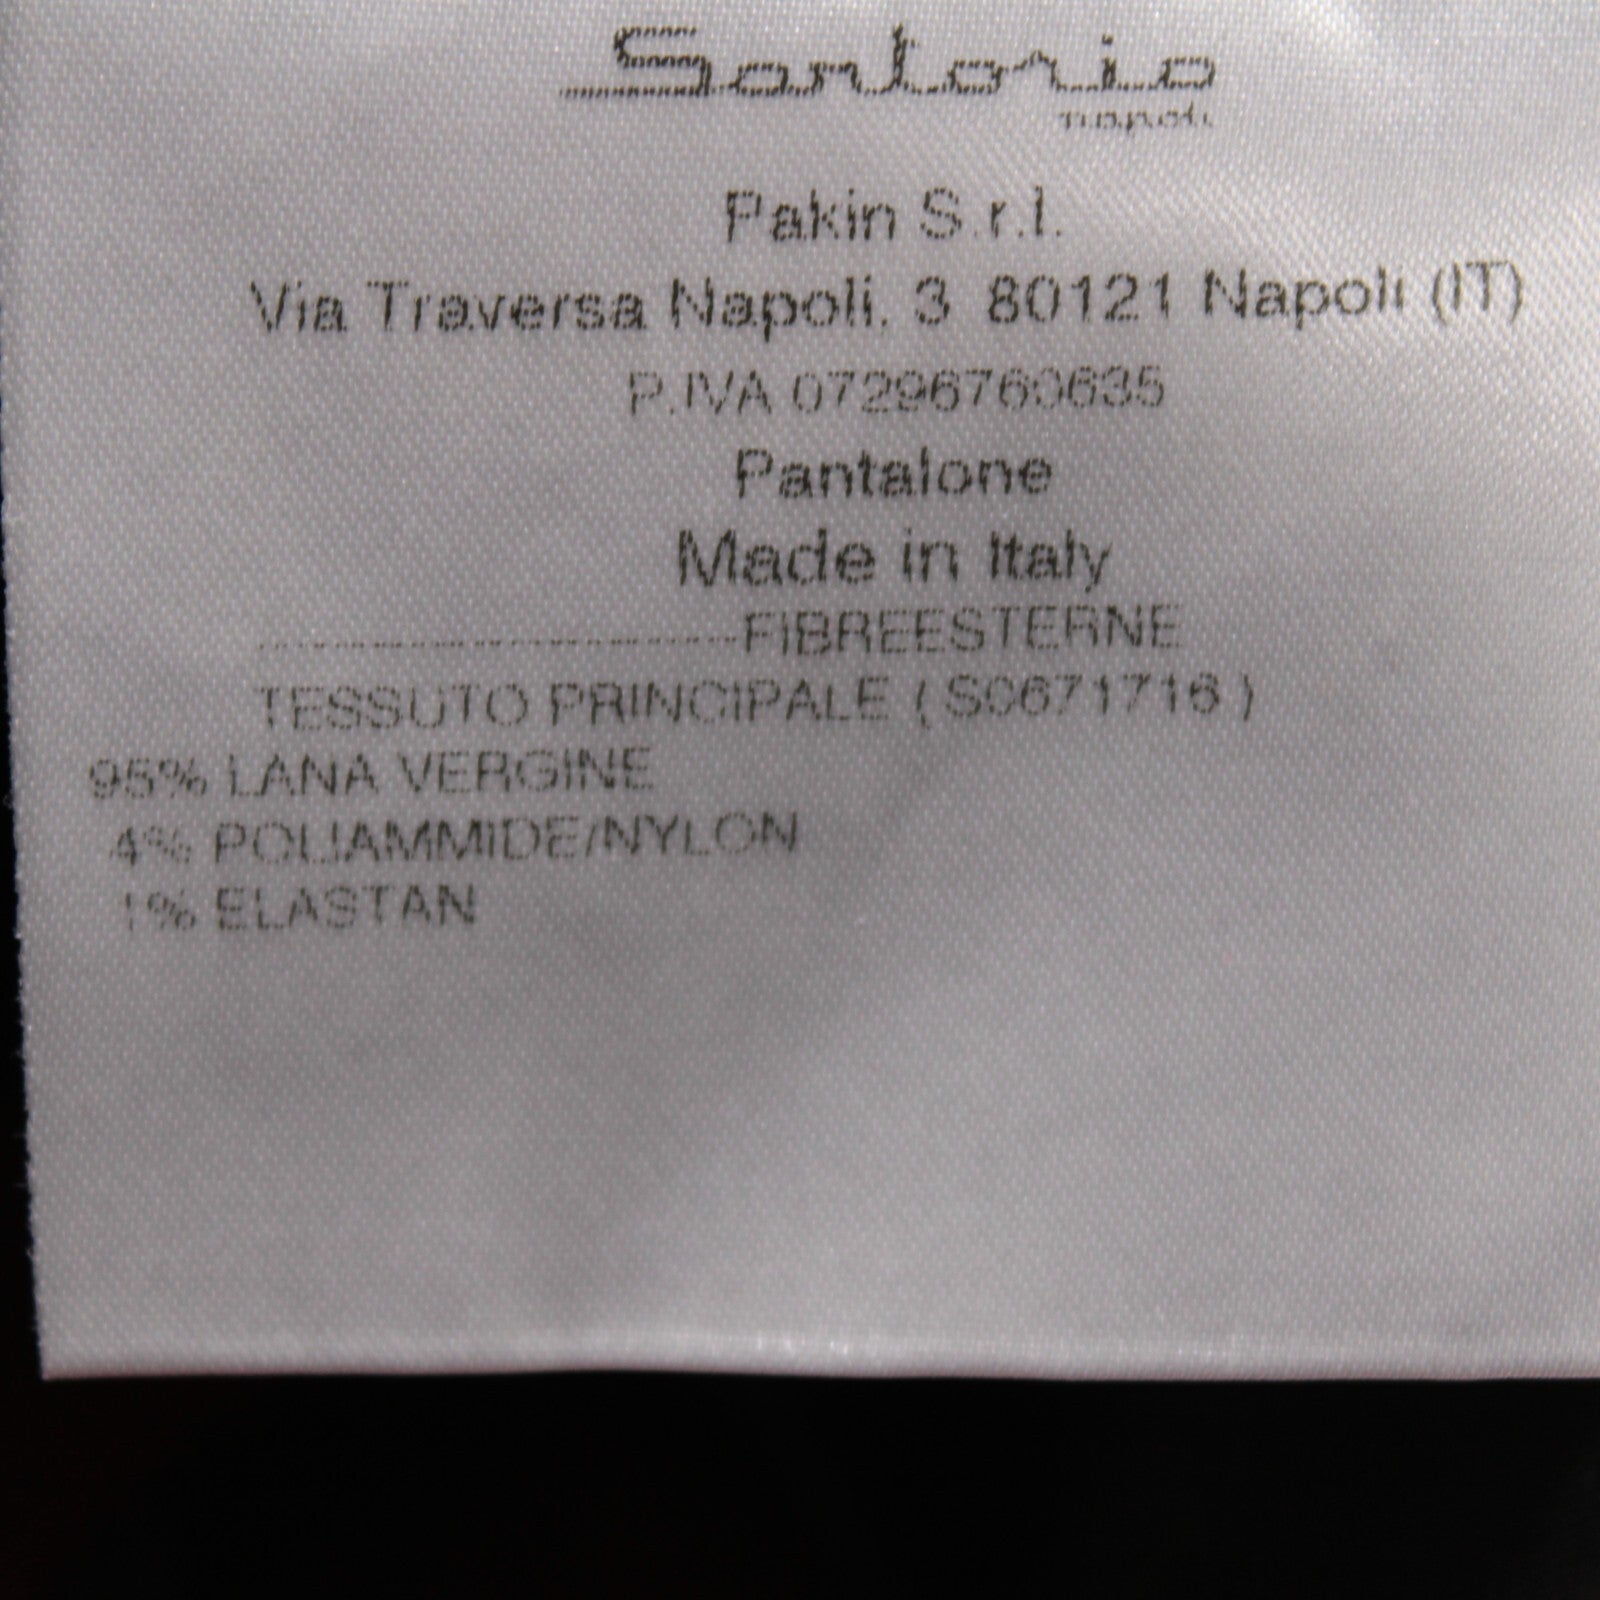 Sartorio
napoli
Pakin S.r.l.
Via Traversa Napoli, 3 80121 Napoli (IT)
P.IVA 07296760635
Pantalone
Made in Italy
-------------------------FIBREESTERNE
TESSUTO PRINCIPALE ( S0671716 )
95% LANA VERGINE
4% POLIAMMIDE/NYLON
1% ELASTAN